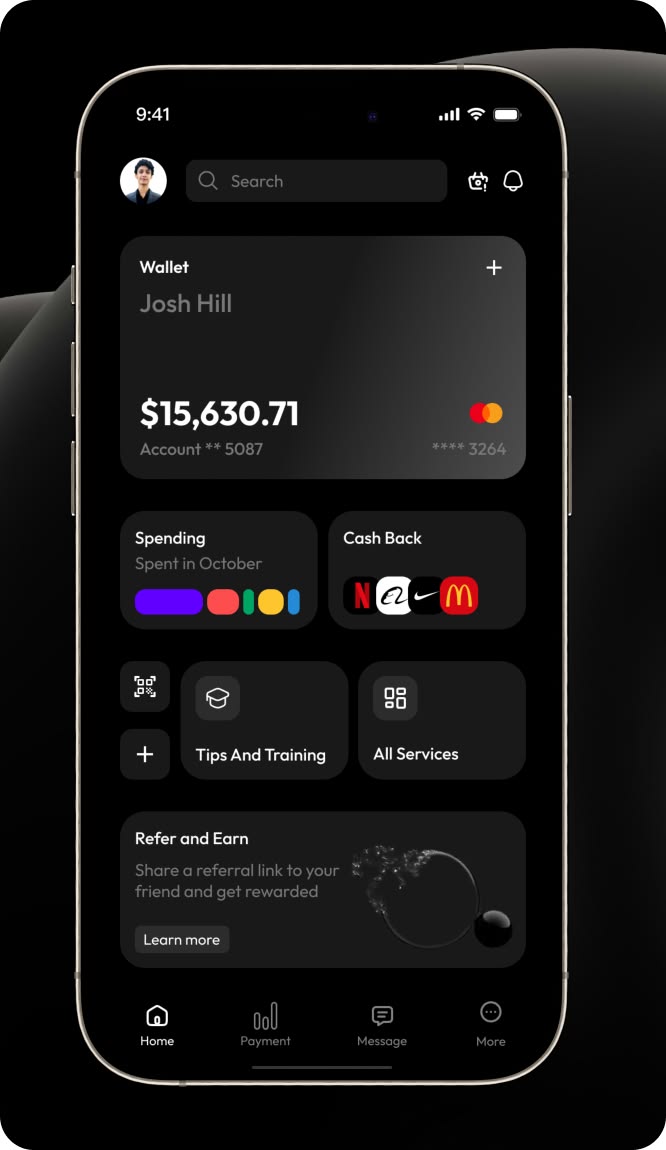 9:41
Search
Wallet
Josh Hill
$15,630.71
Account ** 5087
**** 3264
Spending
Spent in October
Cash Back
Tips And Training
All Services
Refer and Earn
Share a referral link to your
friend and get rewarded
Learn more
Home
Payment
Message
More